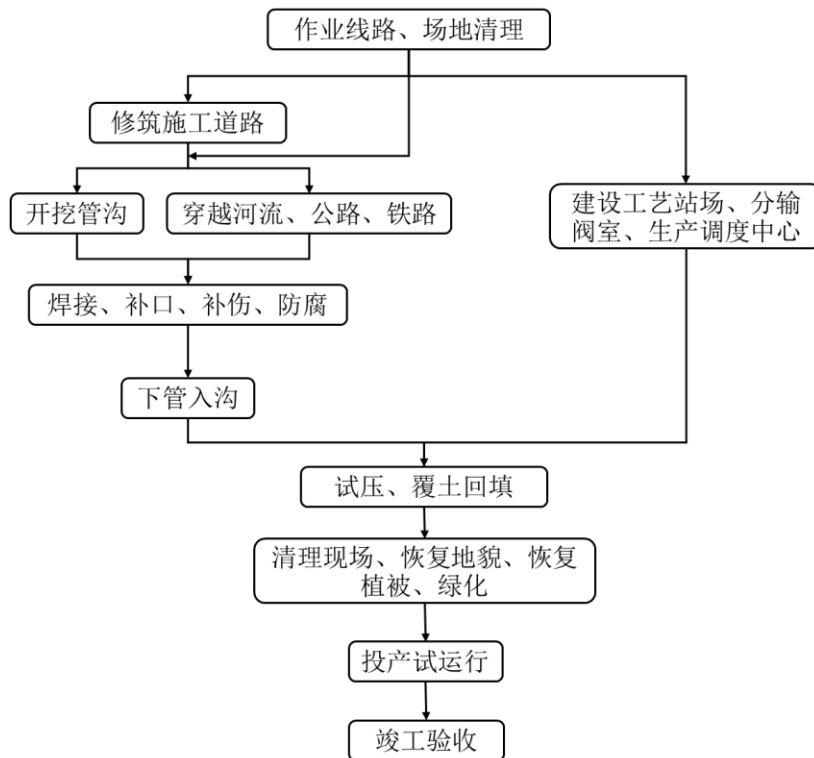 作业线路、场地清理
修筑施工道路
开挖管沟
穿越河流、公路、铁路
建设工艺站场、分输
阀室、生产调度中心
焊接、补口、补伤、防腐
下管入沟
试压、覆土回填
清理现场、恢复地貌、恢复
植被、绿化
投产试运行
竣工验收